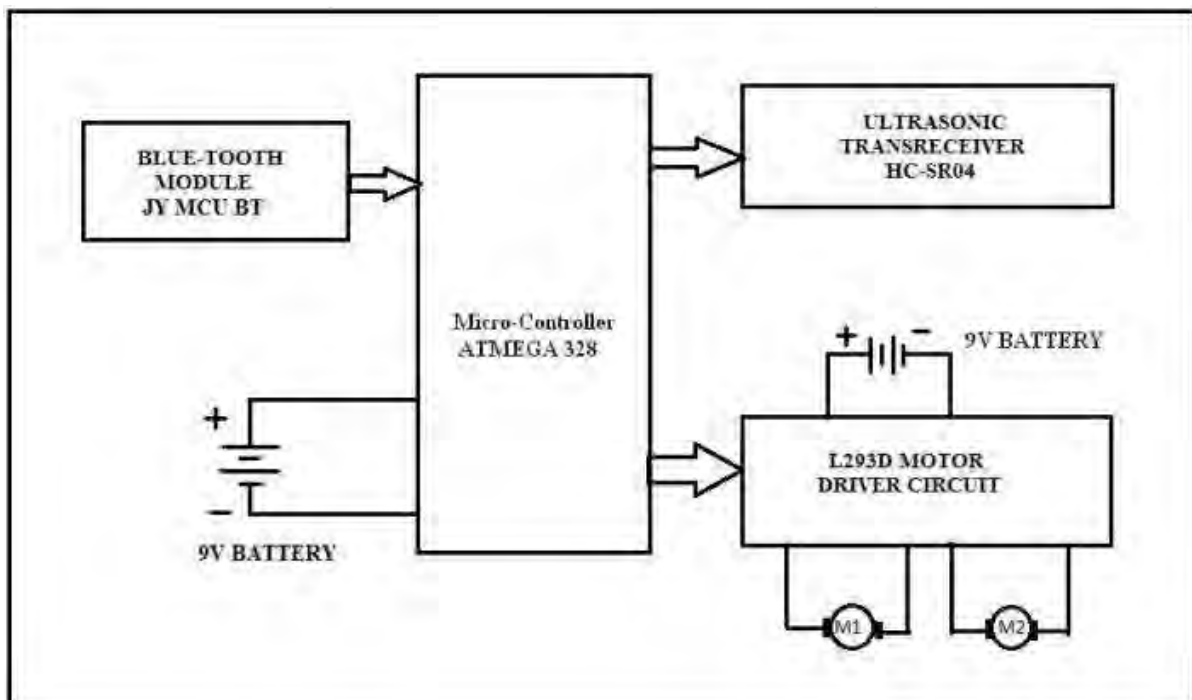 BLUE-TOOTH
MODULE
JY MCU BT
Micro-Controller
ATMEGA 328
ULTRASONIC
TRANSRECEIVER
HC-SR04
+
−
9V BATTERY
+
−
9V BATTERY
L293D MOTOR
DRIVER CIRCUIT
M1
M2